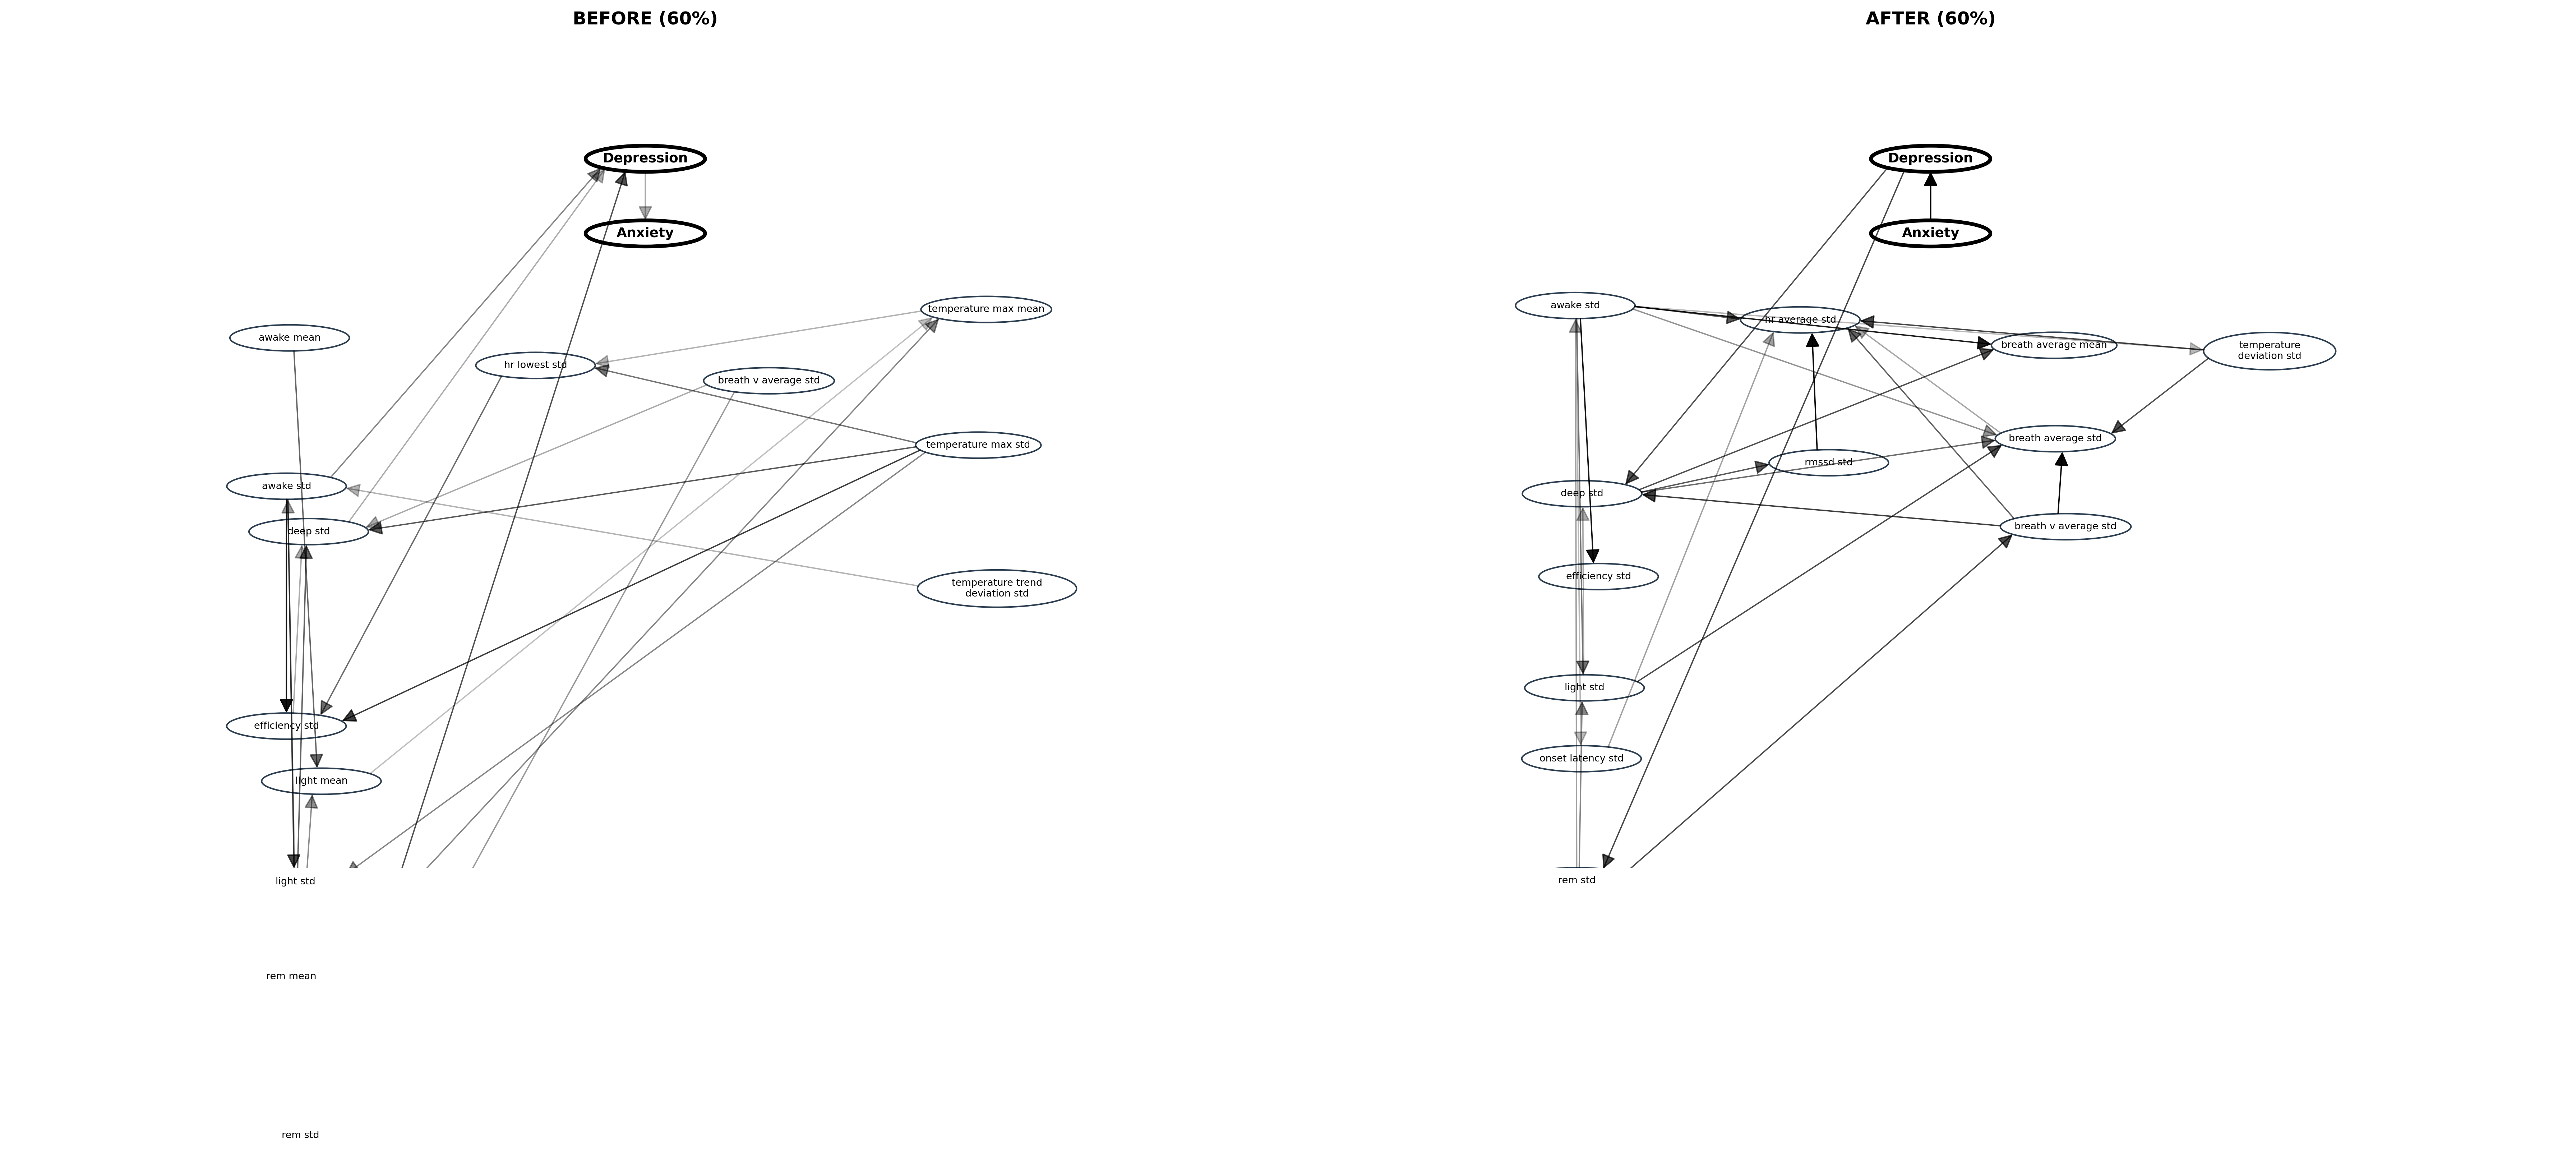 BEFORE (60%)
Depression
Anxiety
temperature max mean
awake mean
hr lowest std
breath v average std
temperature max std
awake std
deep std
temperature trend
deviation std
efficiency std
light mean
light std
rem mean
rem std
AFTER (60%)
Depression
Anxiety
awake std
hr average std
breath average mean
temperature
deviation std
breath average std
rmssd std
deep std
breath v average std
efficiency std
light std
onset latency std
rem std